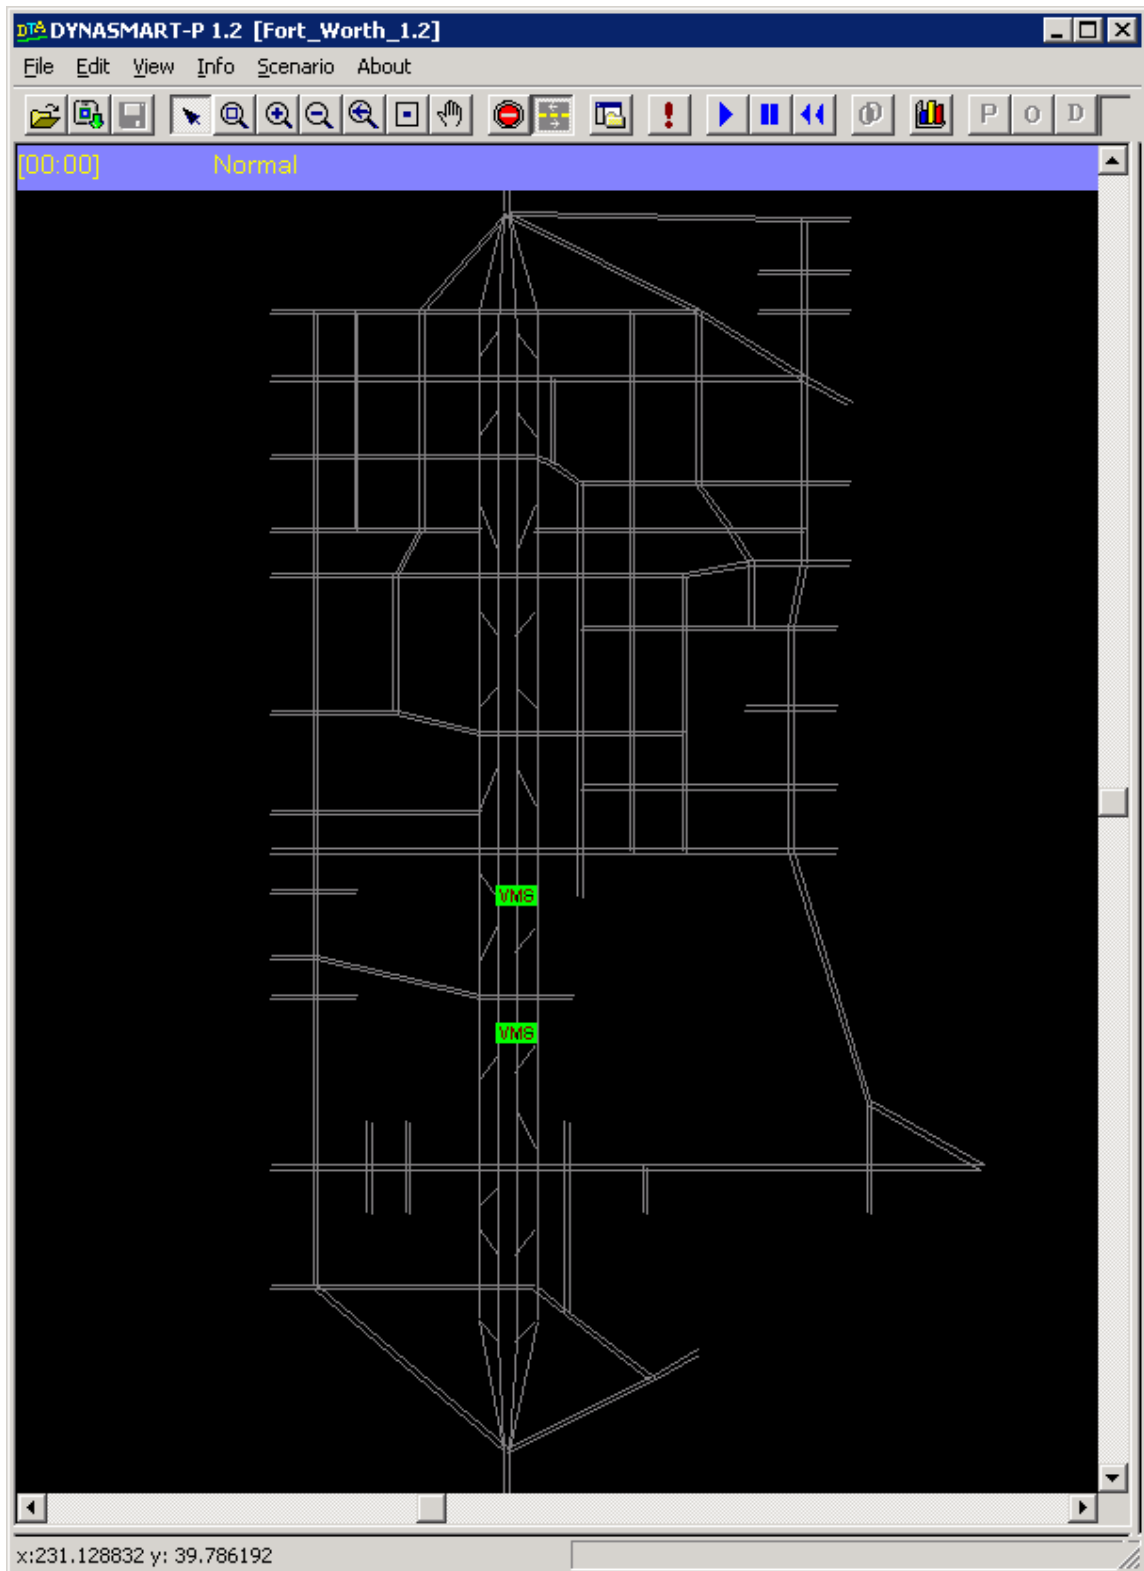 DTA DYNASMART-P 1.2 [Fort_Worth_1.2]
File Edit View Info Scenario About
P O D
[00:00] Normal
VMS
VMS
x:231.128832 y: 39.786192